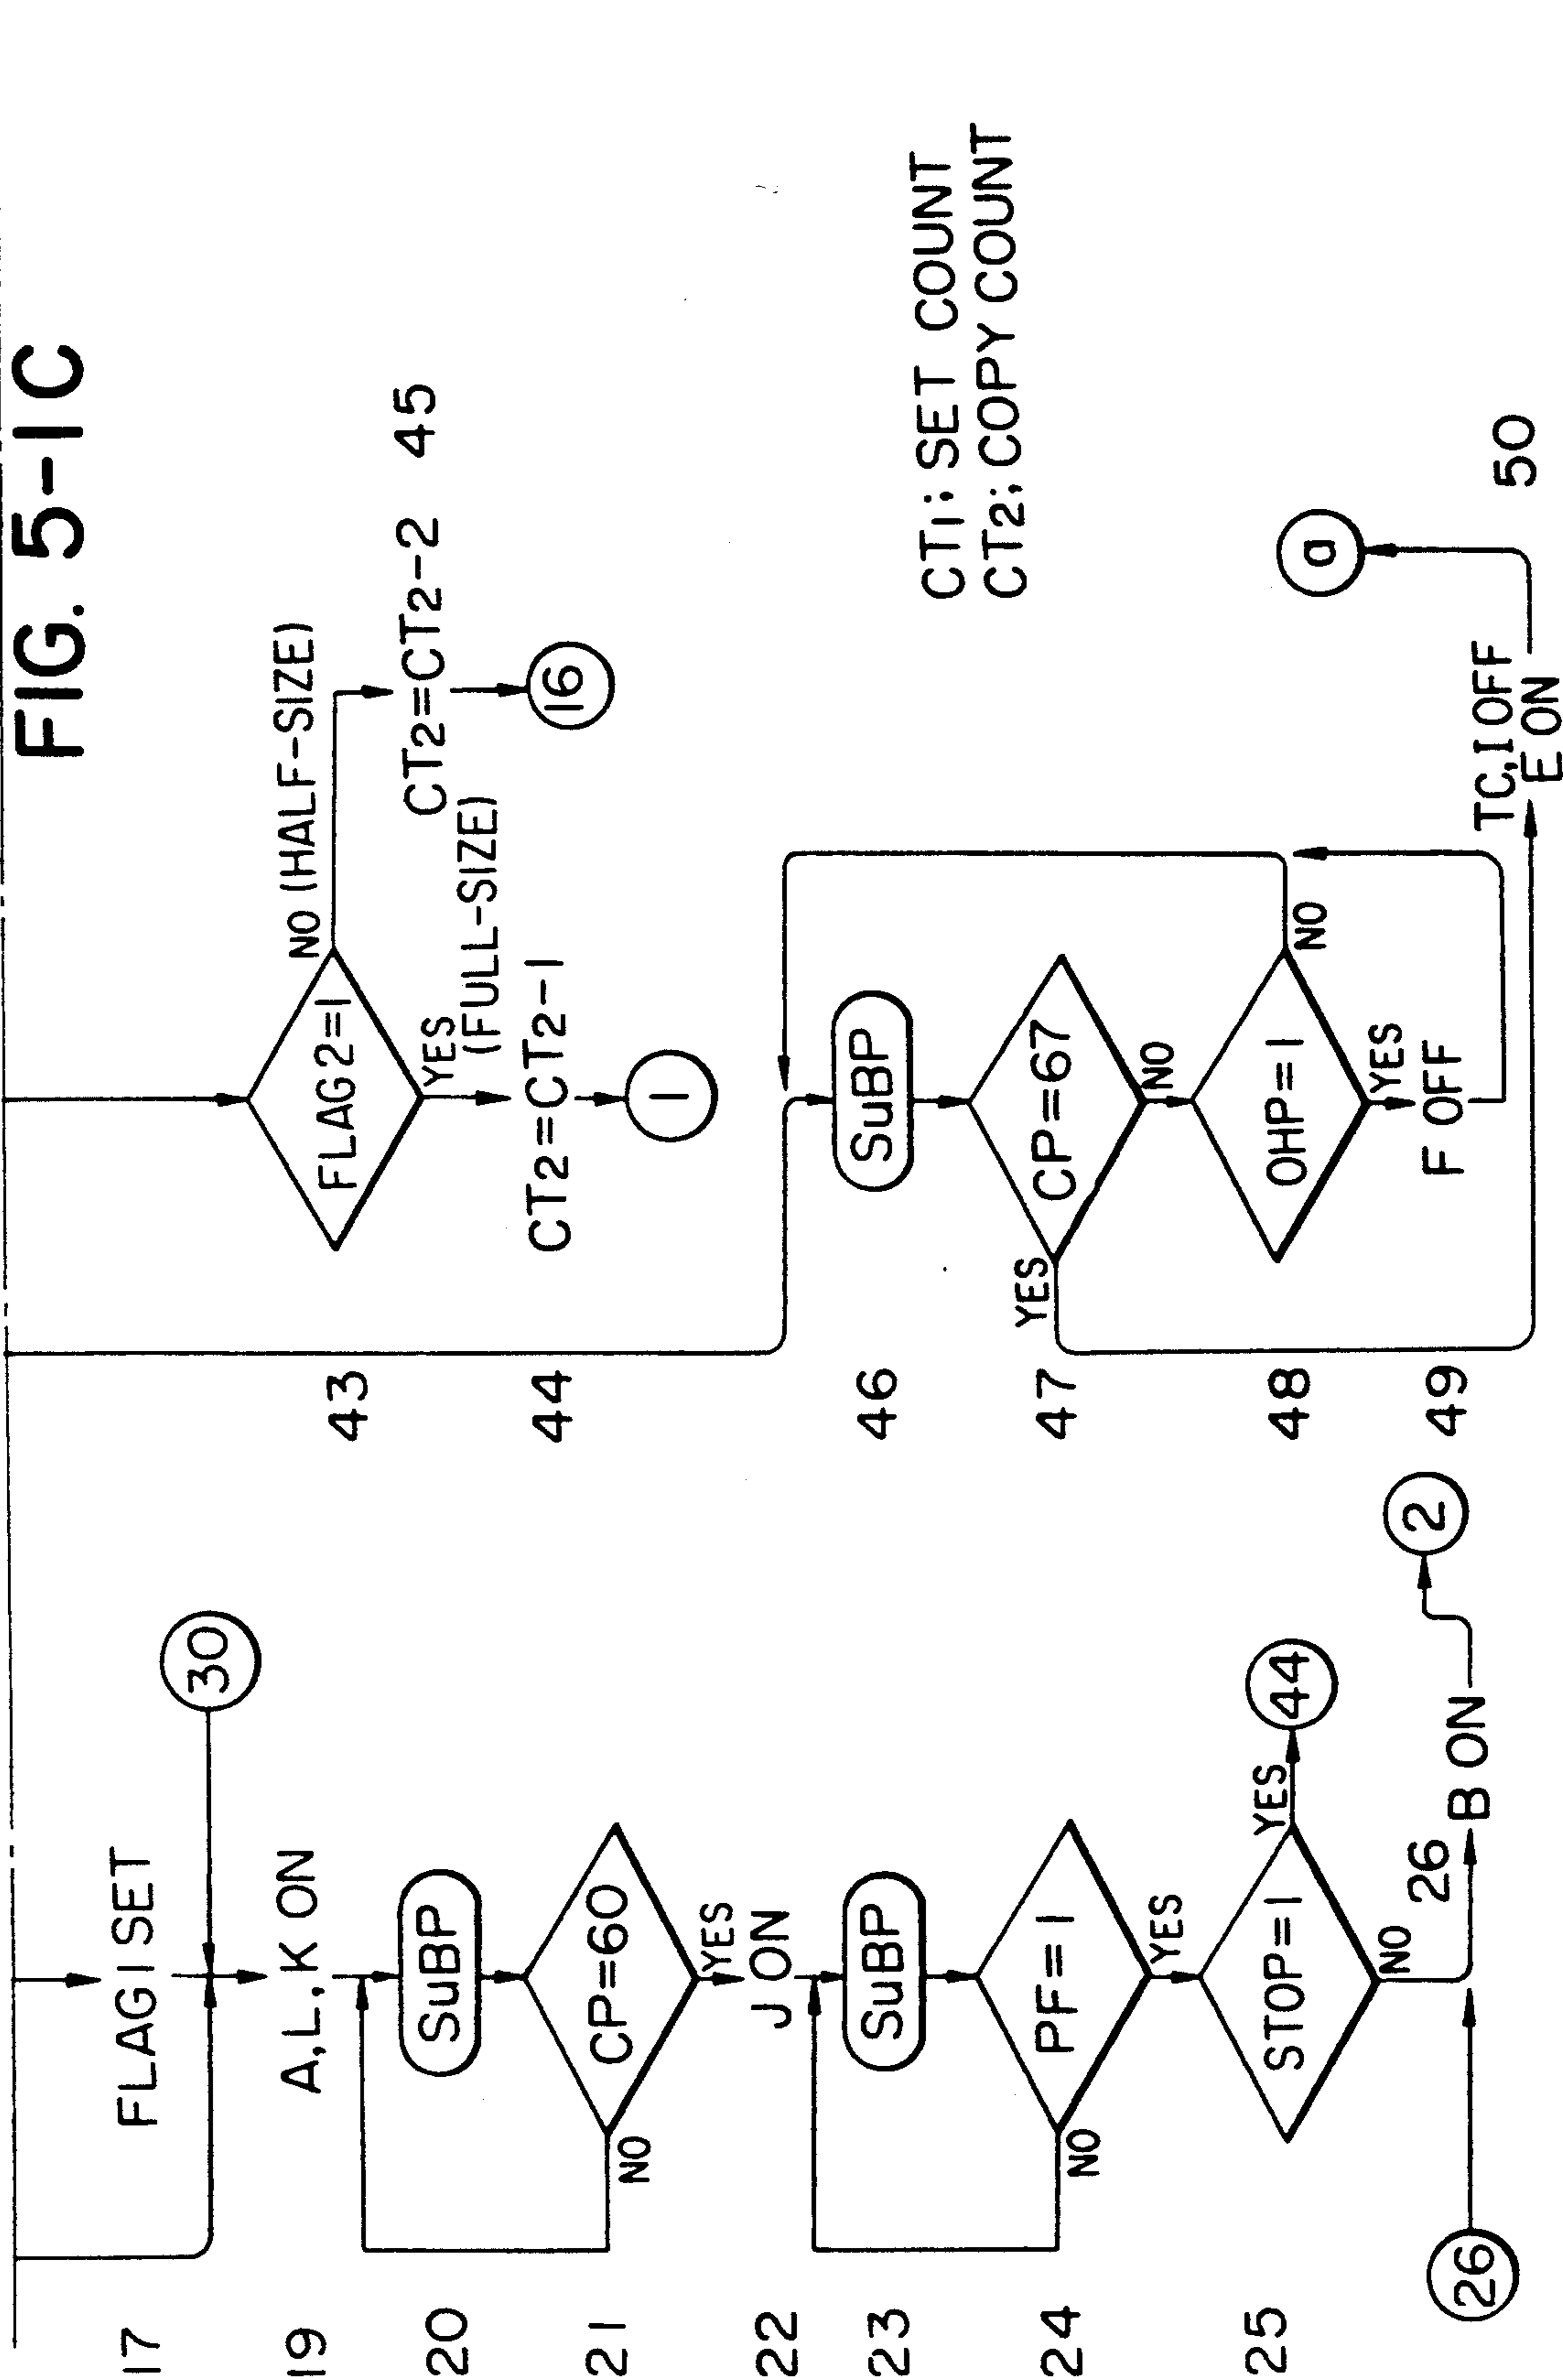 FIG. 5-1C
17
FLAG 1 SET
30
19
A, L, K ON
20
SuBP
21
CP=60
NO
YES
22
J ON
23
SuBP
24
PF=1
NO
YES
25
STOP=1
YES
44
NO
26
26
B ON
2
43
FLAG2=1
NO (HALF-SIZE)
YES
(FULL-SIZE)
44
CT2=CT2-1
1
CT2=CT2-2
45
16
46
SuBP
47
CP=67
YES
NO
48
OHP=1
NO
YES
49
F OFF
TC,I OFF
E ON
50
a
CT1; SET COUNT
CT2; COPY COUNT